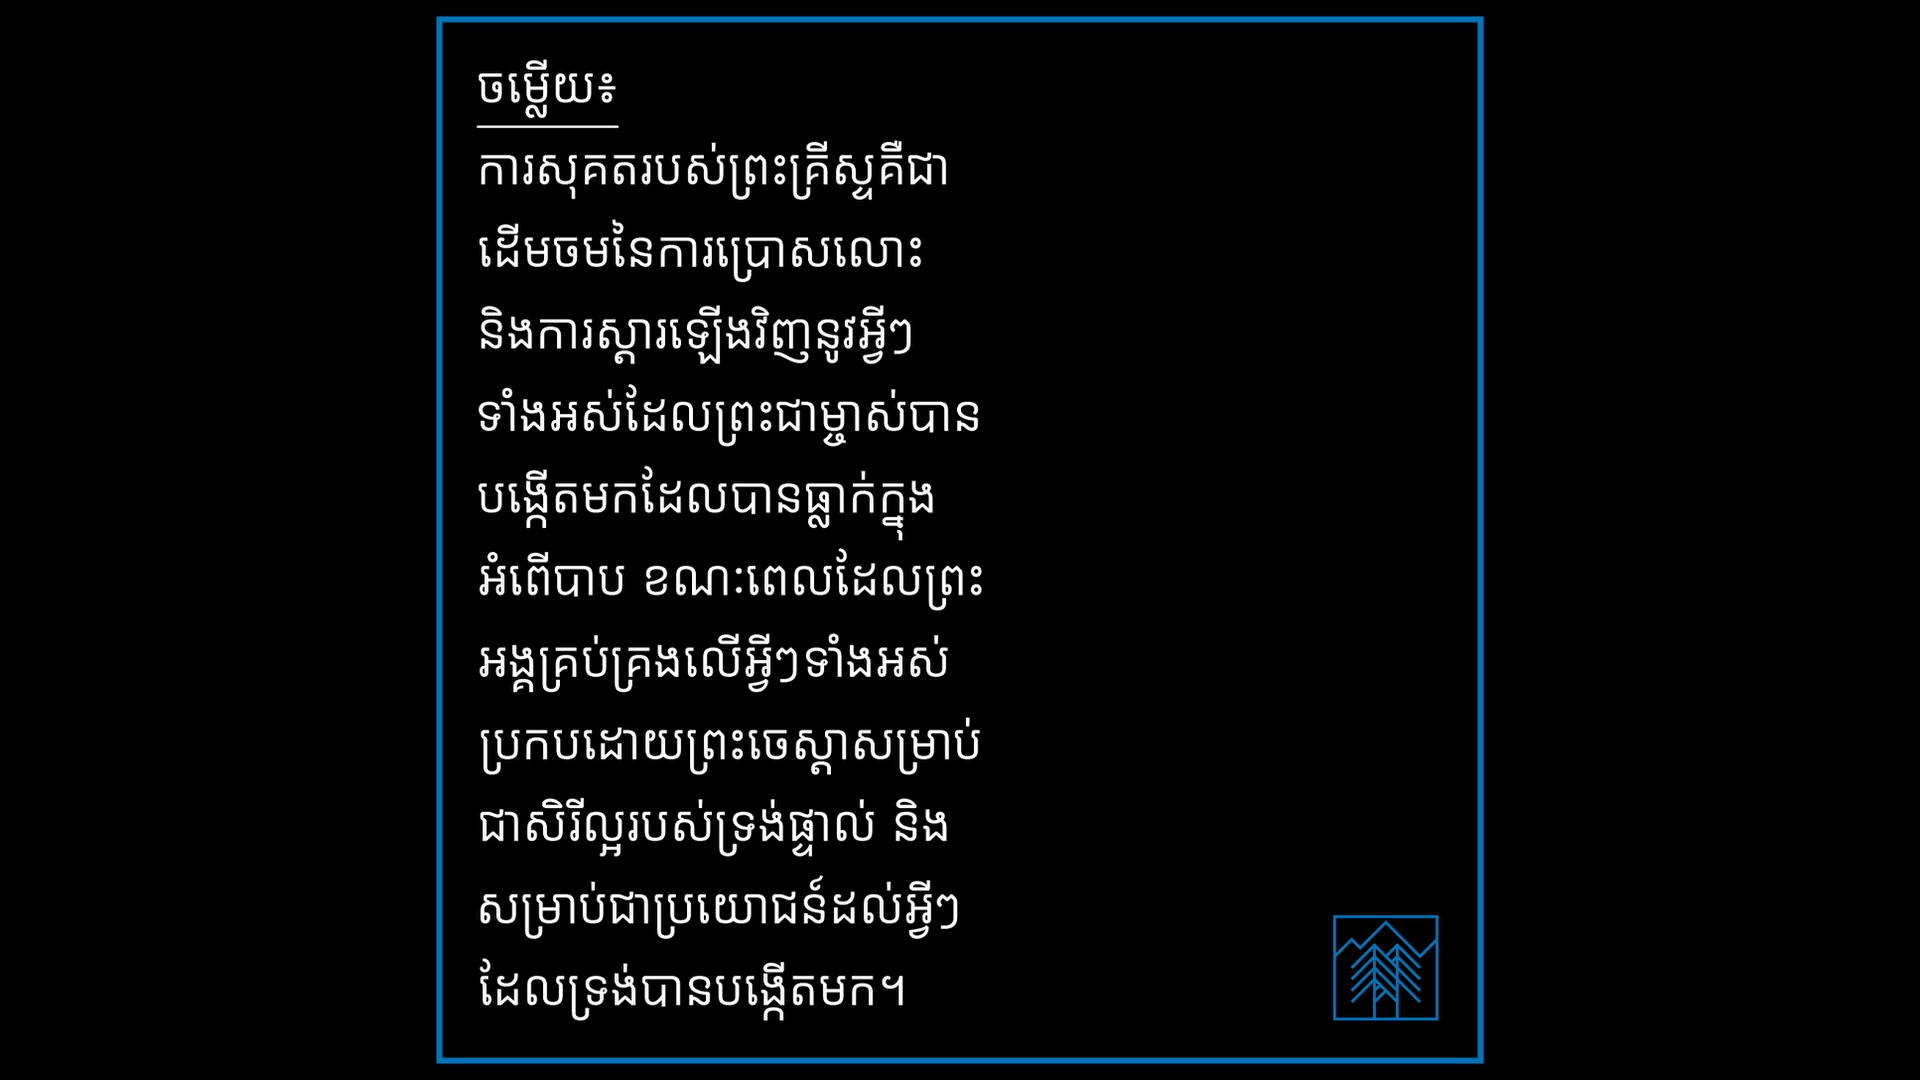 ចម្លើយ៖
ការសុគតរបស់ព្រះគ្រីស្ទគឺជា
ដើមចមនៃការប្រោសលោះ
និងការស្តារឡើងវិញនូវអ្វីៗ
ទាំងអស់ដែលព្រះជាម្ចាស់បាន
បង្កើតមកដែលបានធ្លាក់ក្នុង
អំពើបាប ខណៈពេលដែលព្រះ
អង្គគ្រប់គ្រងលើអ្វីៗទាំងអស់
ប្រកបដោយព្រះចេស្តាសម្រាប់
ជាសិរីល្អរបស់ទ្រង់ផ្ទាល់ និង
សម្រាប់ជាប្រយោជន៍ដល់អ្វីៗ
ដែលទ្រង់បានបង្កើតមក។